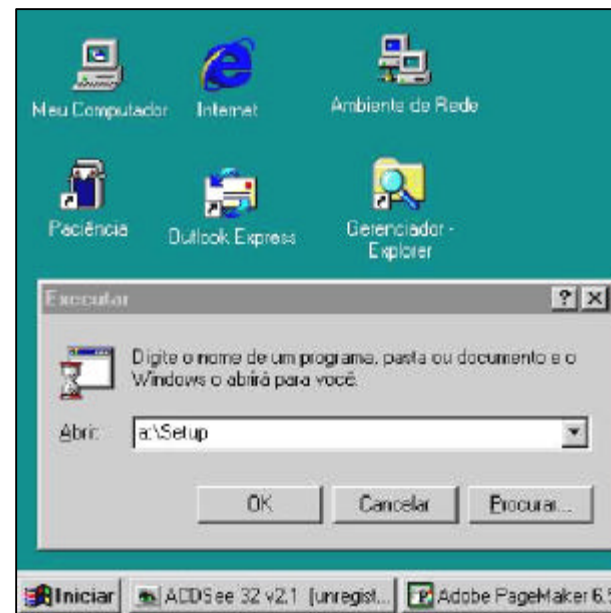 Meu Computador
Internet
Ambiente de Rede
Paciência
Outlook Express
Gerenciador -
Explorer
Executar
Digite o nome de um programa, pasta ou documento e o
Windows o abrirá para você.
Abrir:
a:\Setup
OK
Cancelar
Procurar...
Iniciar
ACDSee 32 v2.1 [unregist...
Adobe PageMaker 6.